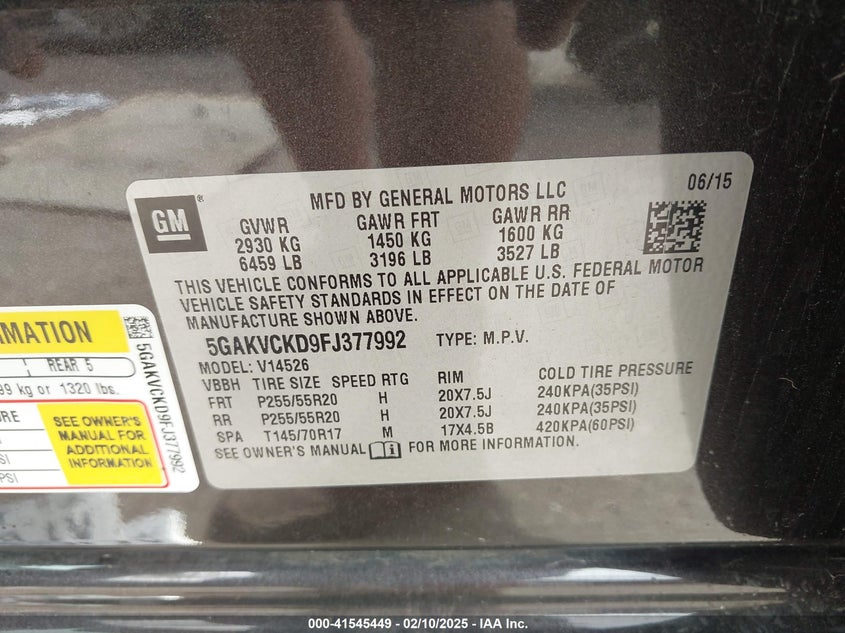 GM
®
MFD BY GENERAL MOTORS LLC
06/15
GVWR GAWR FRT GAWR RR
2930 KG 1450 KG 1600 KG
6459 LB 3196 LB 3527 LB
THIS VEHICLE CONFORMS TO ALL APPLICABLE U.S. FEDERAL MOTOR
VEHICLE SAFETY STANDARDS IN EFFECT ON THE DATE OF
MANUFACTURE SHOWN ABOVE.
5GAKVCKD9FJ377992 TYPE: M.P.V.
MODEL: V14526
VBBH TIRE SIZE SPEED RTG RIM COLD TIRE PRESSURE
FRT P255/55R20 H 20X7.5J 240KPA(35PSI)
RR P255/55R20 H 20X7.5J 240KPA(35PSI)
SPA T145/70R17 M 17X4.5B 420KPA(60PSI)
SEE OWNER'S MANUAL FOR MORE INFORMATION.
REAR 5
kg or 1320 lbs.
SEE OWNER'S
MANUAL FOR
ADDITIONAL
INFORMATION
5GAKVCKD9FJ377992
000-41545449 - 02/10/2025 - IAA Inc.